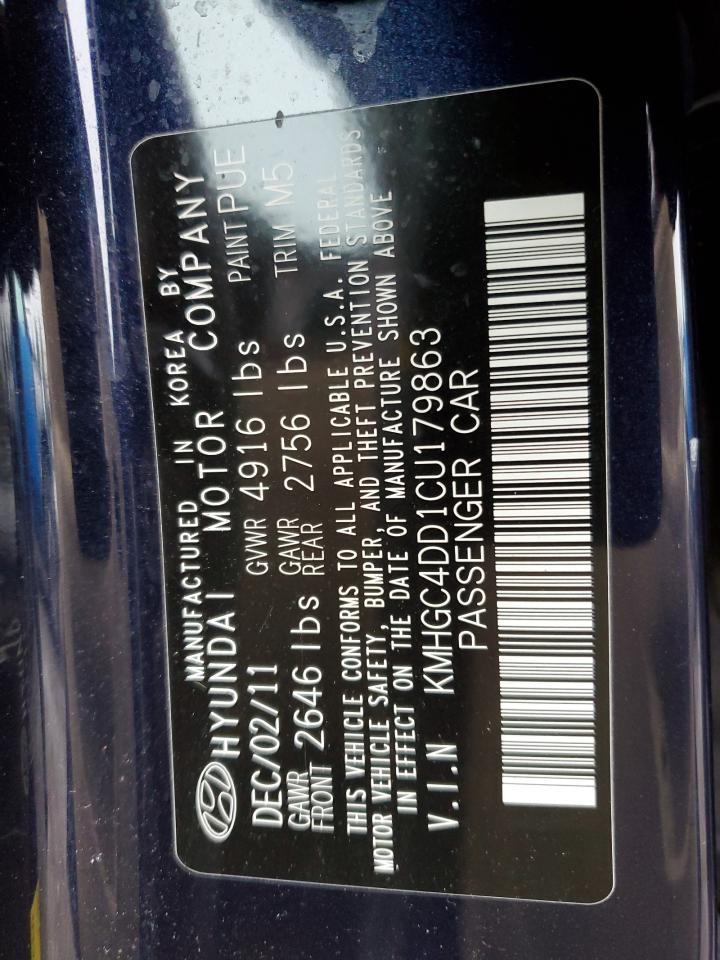 MANUFACTURED IN KOREA BY
HYUNDAI MOTOR COMPANY
DEC/02/11 GVWR 4916 lbs PAINT PUE
GAWR FRONT 2646 lbs GAWR REAR 2756 lbs TRIM M5
THIS VEHICLE CONFORMS TO ALL APPLICABLE U.S.A. FEDERAL
MOTOR VEHICLE SAFETY, BUMPER, AND THEFT PREVENTION STANDARDS
IN EFFECT ON THE DATE OF MANUFACTURE SHOWN ABOVE
V.I.N KMHGC4DD1CU179863
PASSENGER CAR